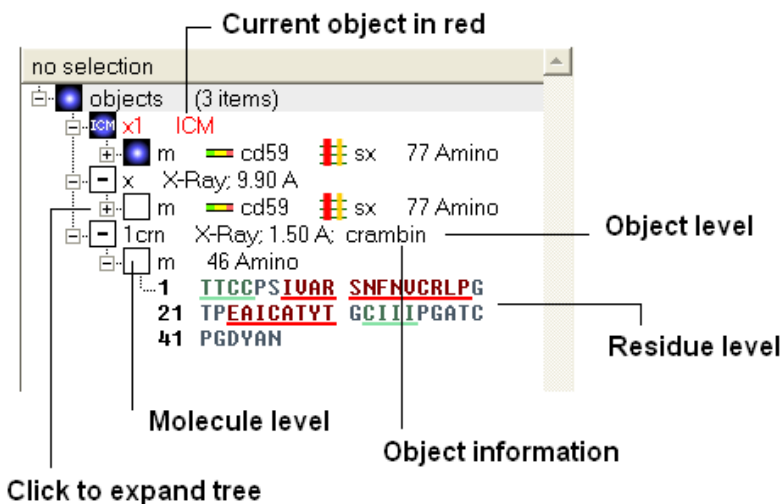 Current object in red
no selection
objects (3 items)
ICM x1 ICM
m cd59 sx 77 Amino
x X-Ray; 9.90 A
m cd59 sx 77 Amino
Object level
1crn X-Ray; 1.50 A; crambin
m 46 Amino
1 TTCCPSIVAR SNFNVCRLPG
21 TPEAICATYT GCIIIPGATC
41 PGDYAN
Residue level
Molecule level
Object information
Click to expand tree